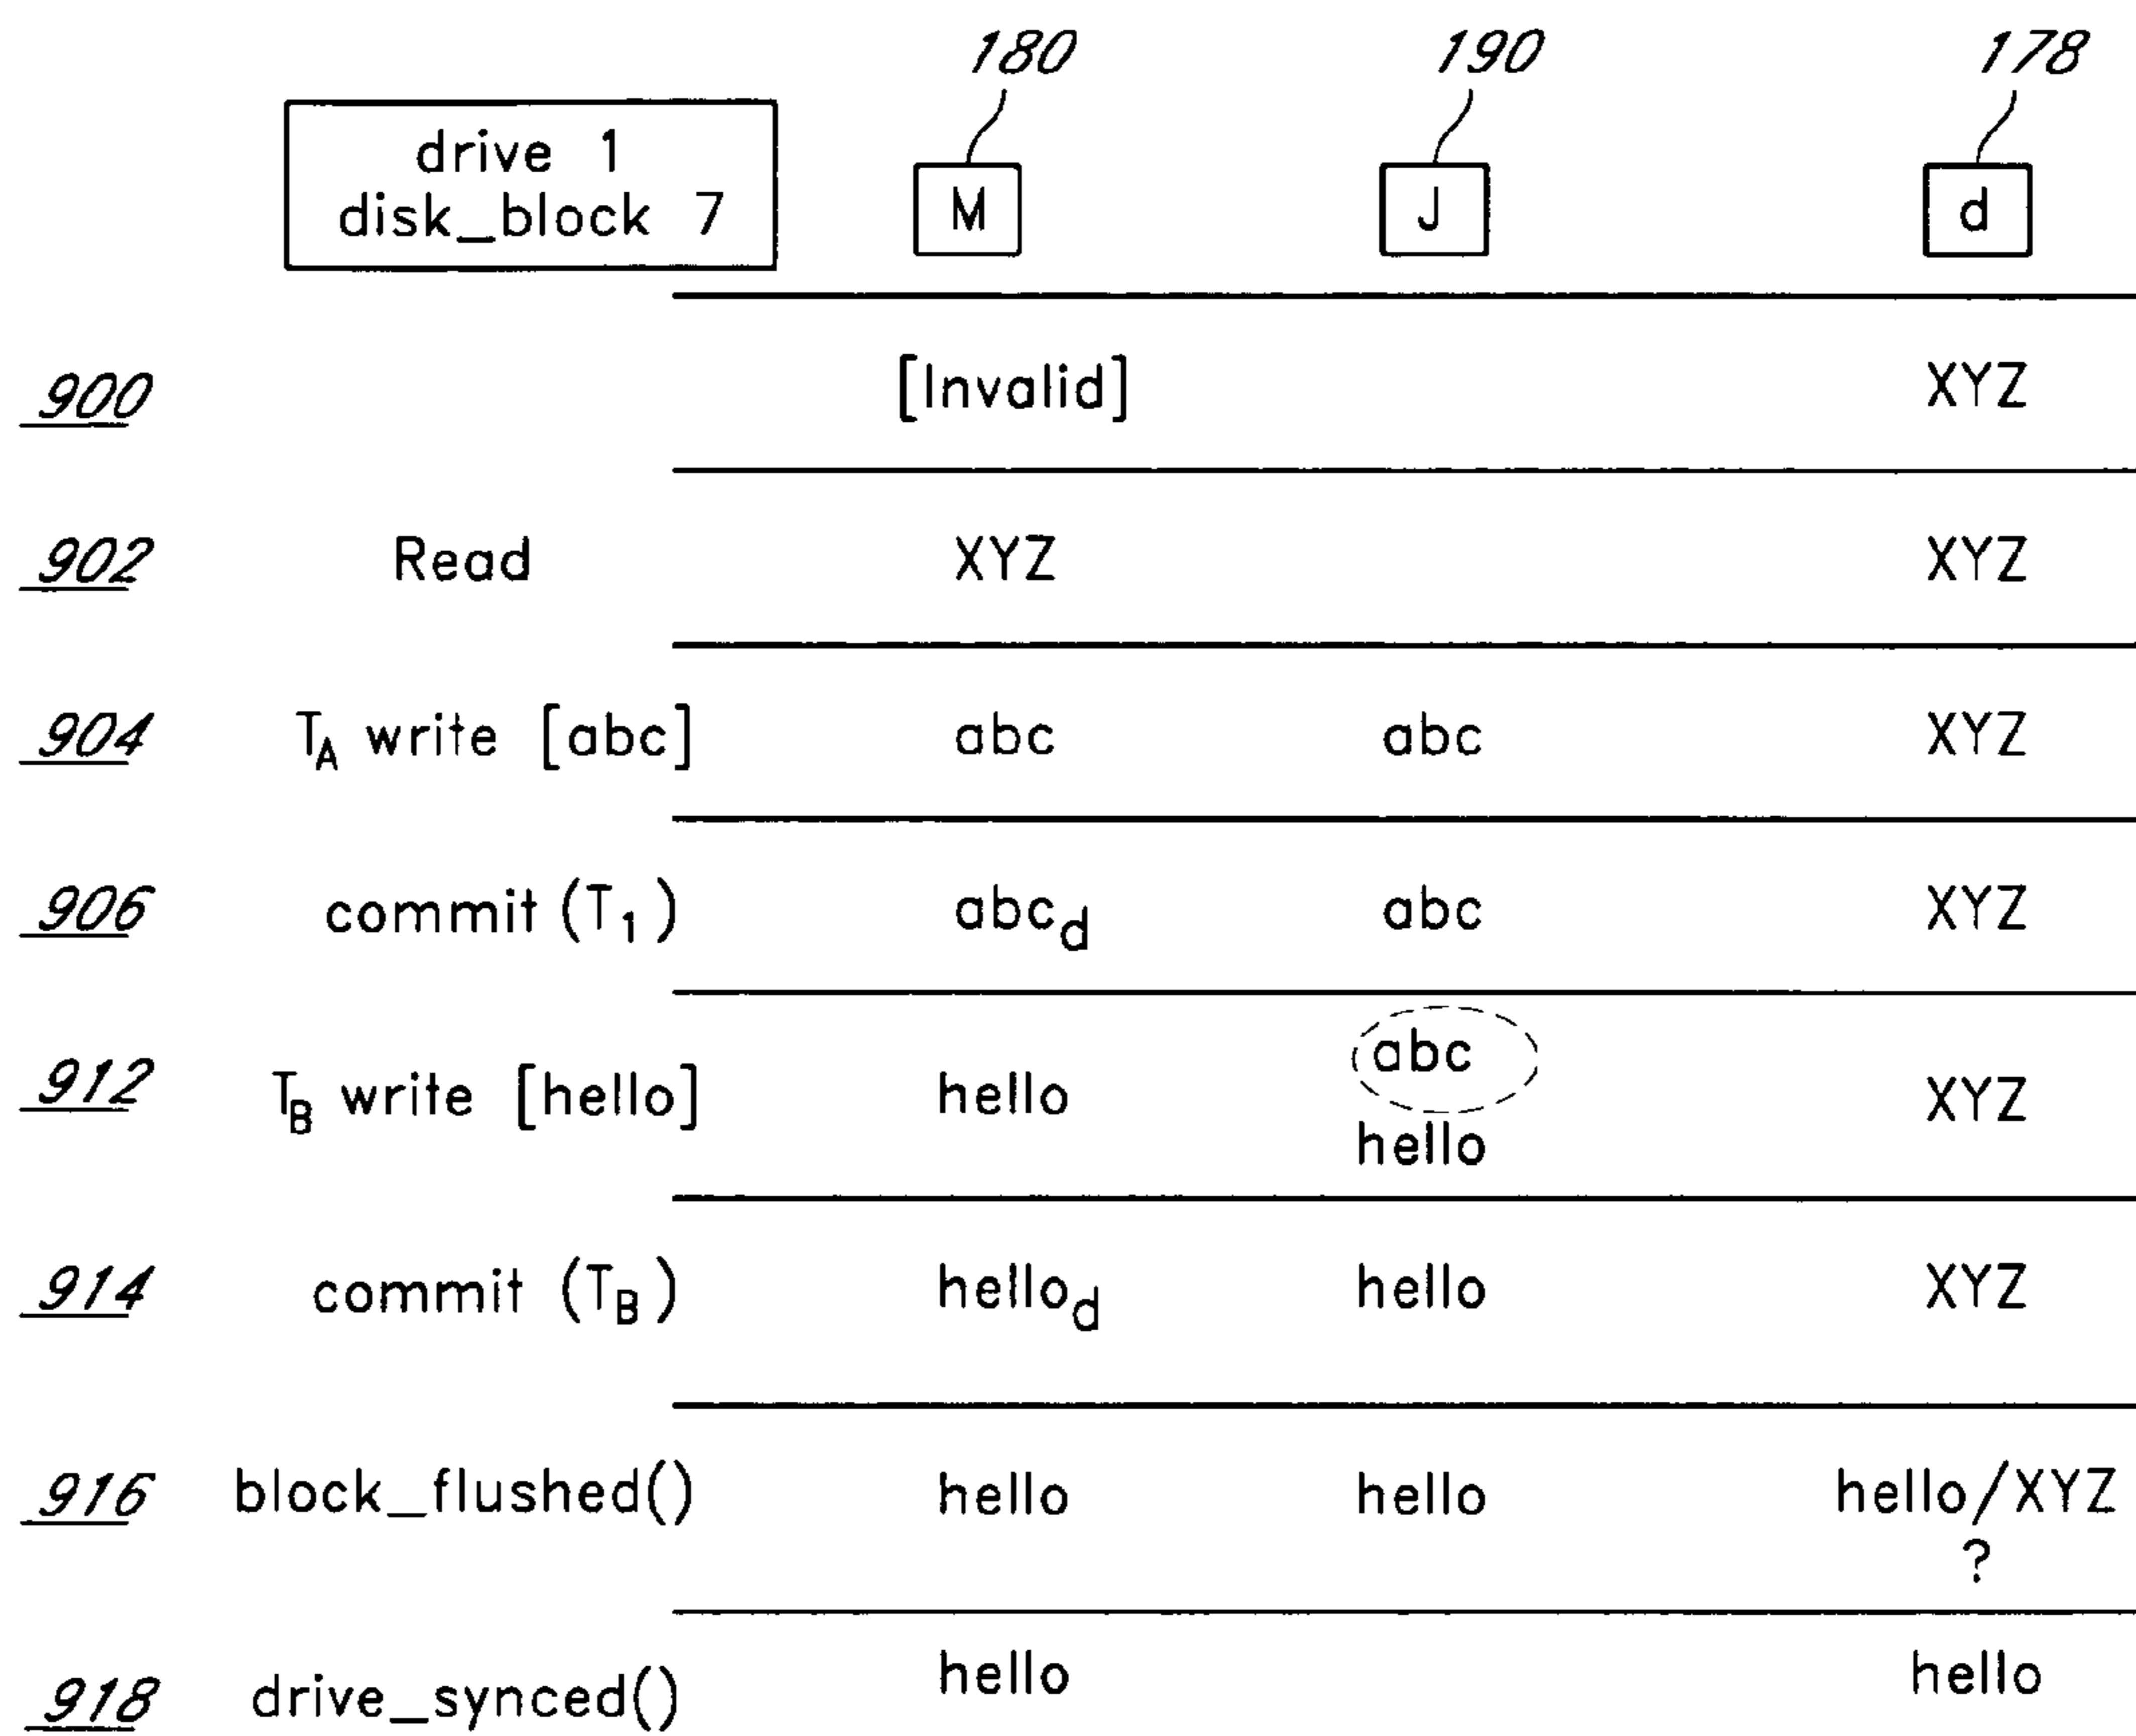 180 190 178
drive 1
disk_block 7
M J d
900 [Invalid] XYZ
902 Read XYZ XYZ
904 TA write [abc] abc abc XYZ
906 commit (T1) abcd abc XYZ
abc
912 TB write [hello] hello XYZ
hello
914 commit (TB) hellod hello XYZ
916 block_flushed() hello hello hello/XYZ
?
918 drive_synced() hello hello